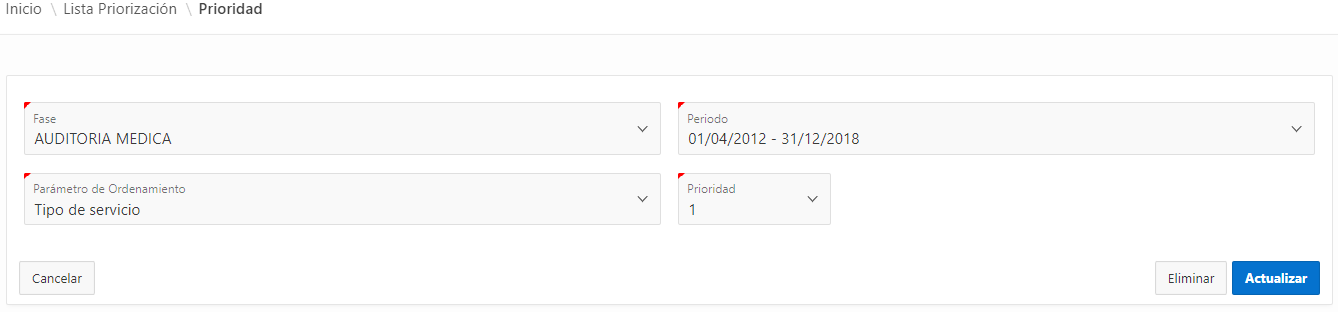 Inicio \ Lista Priorización \ Prioridad
Fase
AUDITORIA MEDICA
Periodo
01/04/2012 - 31/12/2018
Parámetro de Ordenamiento
Tipo de servicio
Prioridad
1
Cancelar
Eliminar
Actualizar